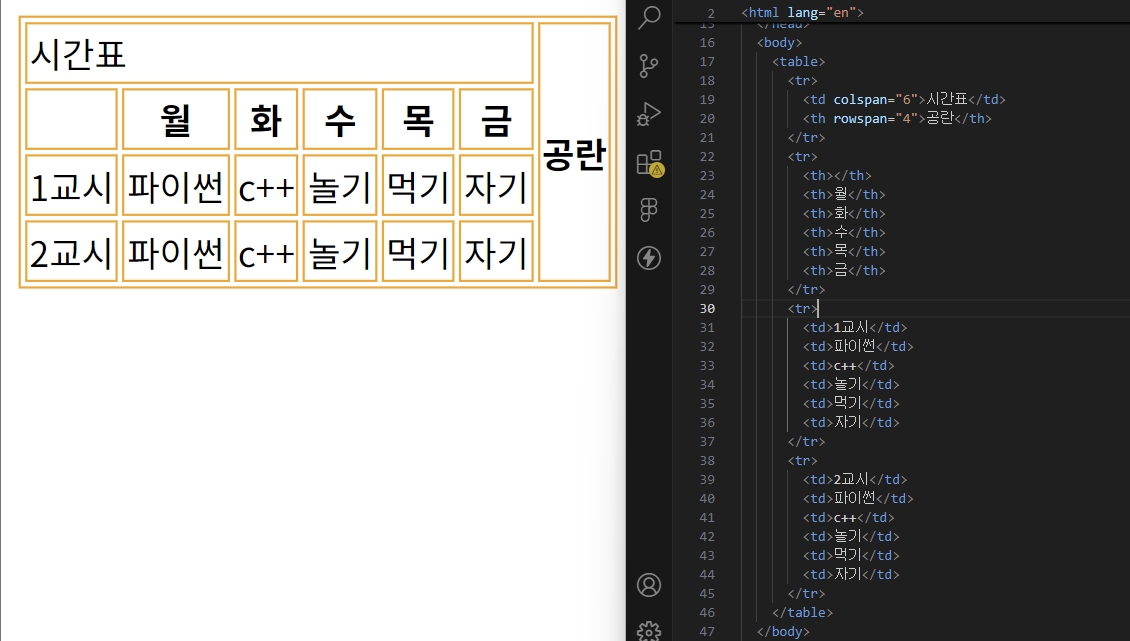 시간표
공란
월 화 수 목 금
1교시 파이썬 c++ 놀기 먹기 자기
2교시 파이썬 c++ 놀기 먹기 자기
2 <html lang="en">
15 </head>
16 <body>
17 <table>
18 <tr>
19 <td colspan="6">시간표</td>
20 <th rowspan="4">공란</th>
21 </tr>
22 <tr>
23 <th></th>
24 <th>월</th>
25 <th>화</th>
26 <th>수</th>
27 <th>목</th>
28 <th>금</th>
29 </tr>
30 <tr>
31 <td>1교시</td>
32 <td>파이썬</td>
33 <td>c++</td>
34 <td>놀기</td>
35 <td>먹기</td>
36 <td>자기</td>
37 </tr>
38 <tr>
39 <td>2교시</td>
40 <td>파이썬</td>
41 <td>c++</td>
42 <td>놀기</td>
43 <td>먹기</td>
44 <td>자기</td>
45 </tr>
46 </table>
47 </body>